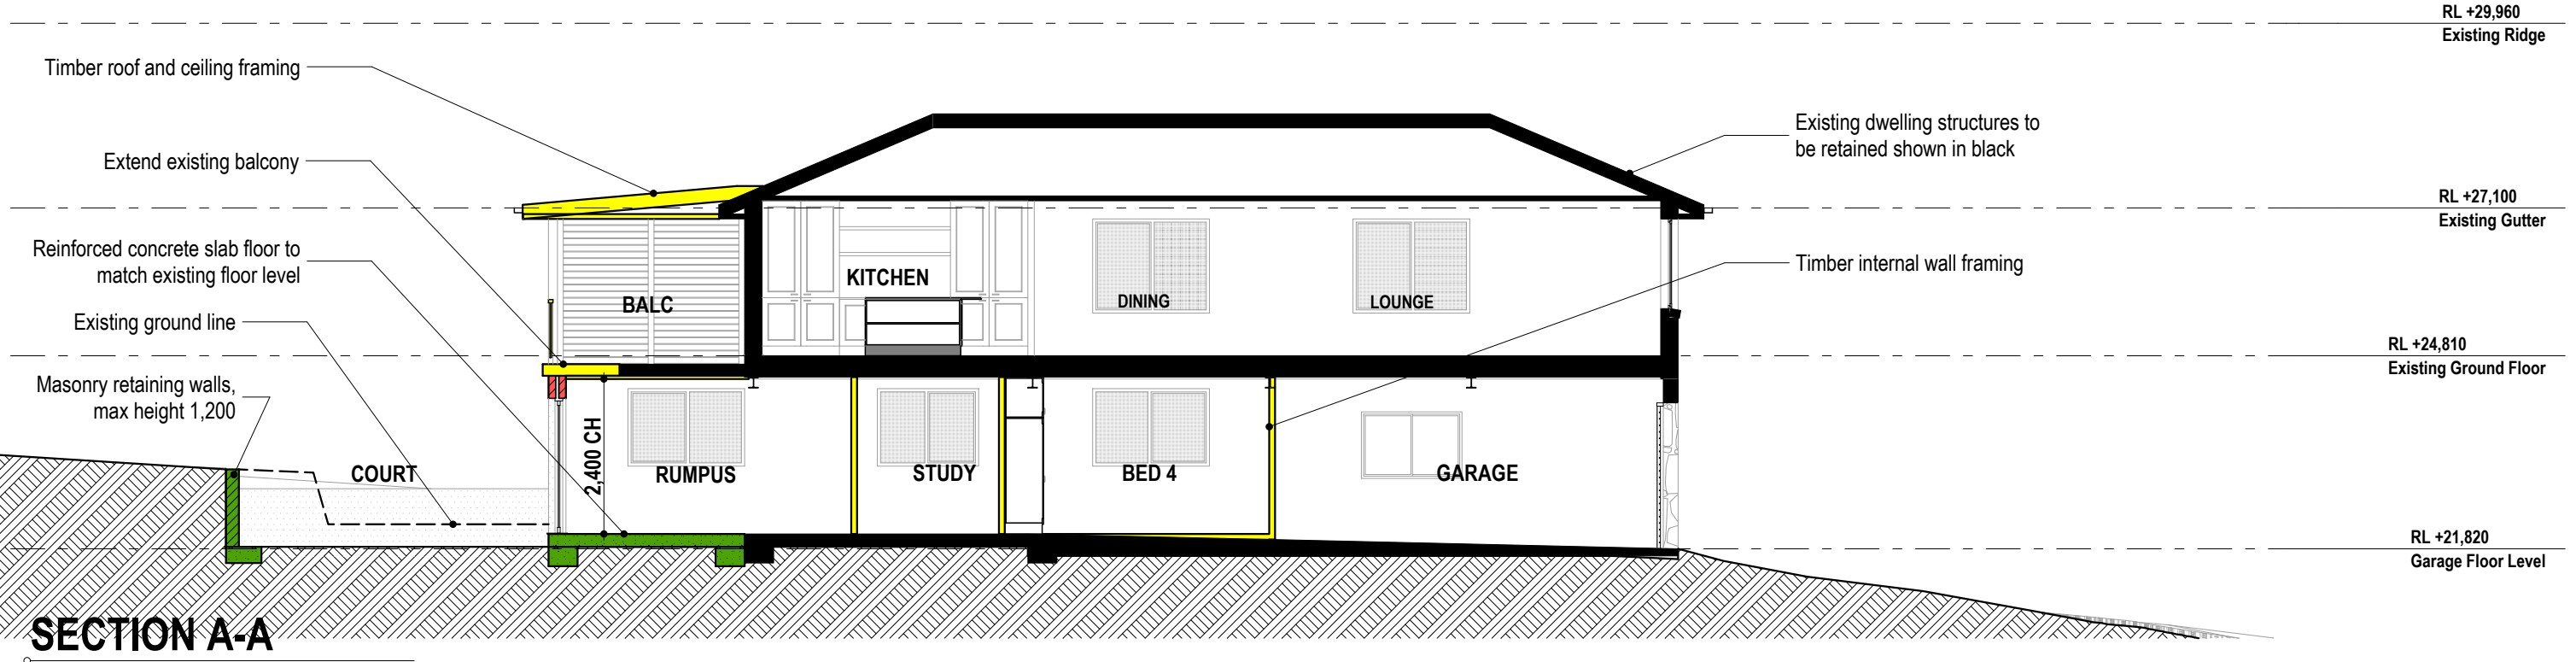 RL +29,960
Existing Ridge
Timber roof and ceiling framing
Existing dwelling structures to
be retained shown in black
Extend existing balcony
RL +27,100
Existing Gutter
Reinforced concrete slab floor to
match existing floor level
Timber internal wall framing
KITCHEN
BALC
DINING
LOUNGE
Existing ground line
RL +24,810
Existing Ground Floor
Masonry retaining walls,
max height 1,200
2,400 CH
COURT
RUMPUS
STUDY
BED 4
GARAGE
RL +21,820
Garage Floor Level
SECTION A-A